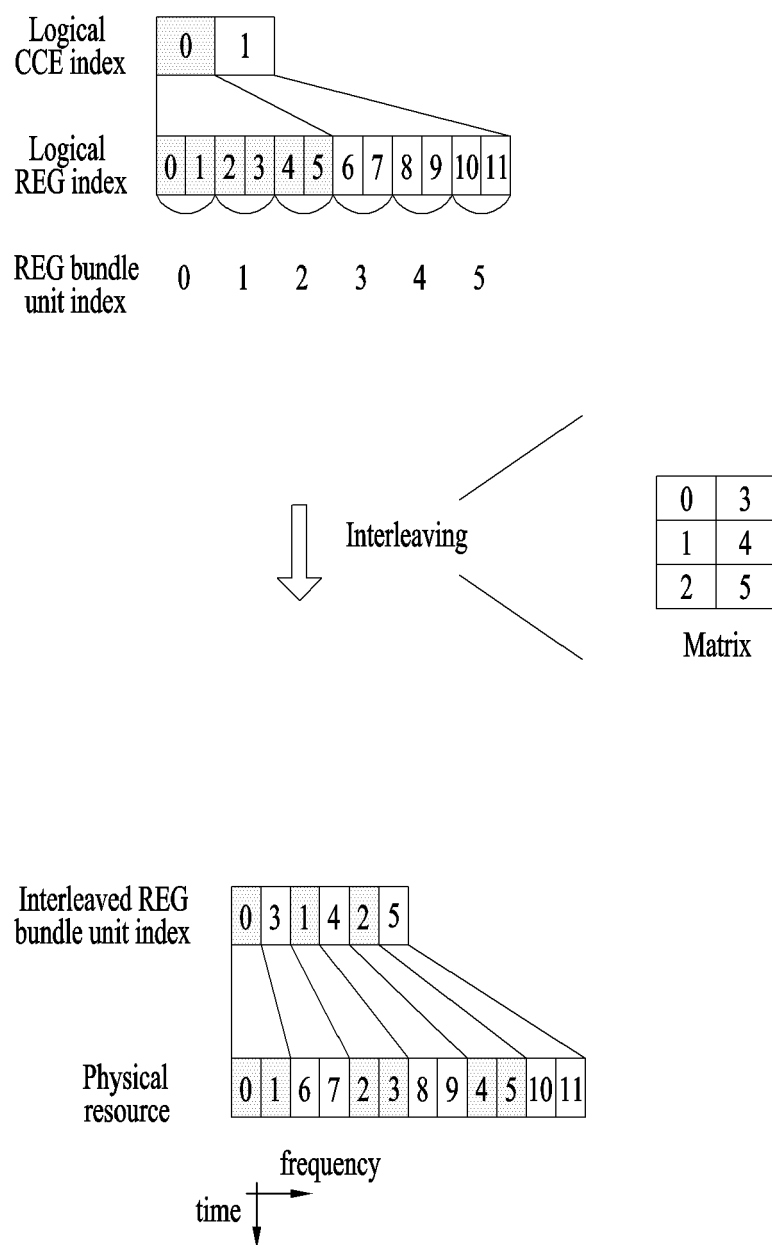 Logical
CCE index
0 1
Logical
REG index
0 1 2 3 4 5 6 7 8 9 10 11
REG bundle
unit index
0 1 2 3 4 5
Interleaving
0 3
1 4
2 5
Matrix
Interleaved REG
bundle unit index
0 3 1 4 2 5
Physical
resource
0 1 6 7 2 3 8 9 4 5 10 11
frequency
time